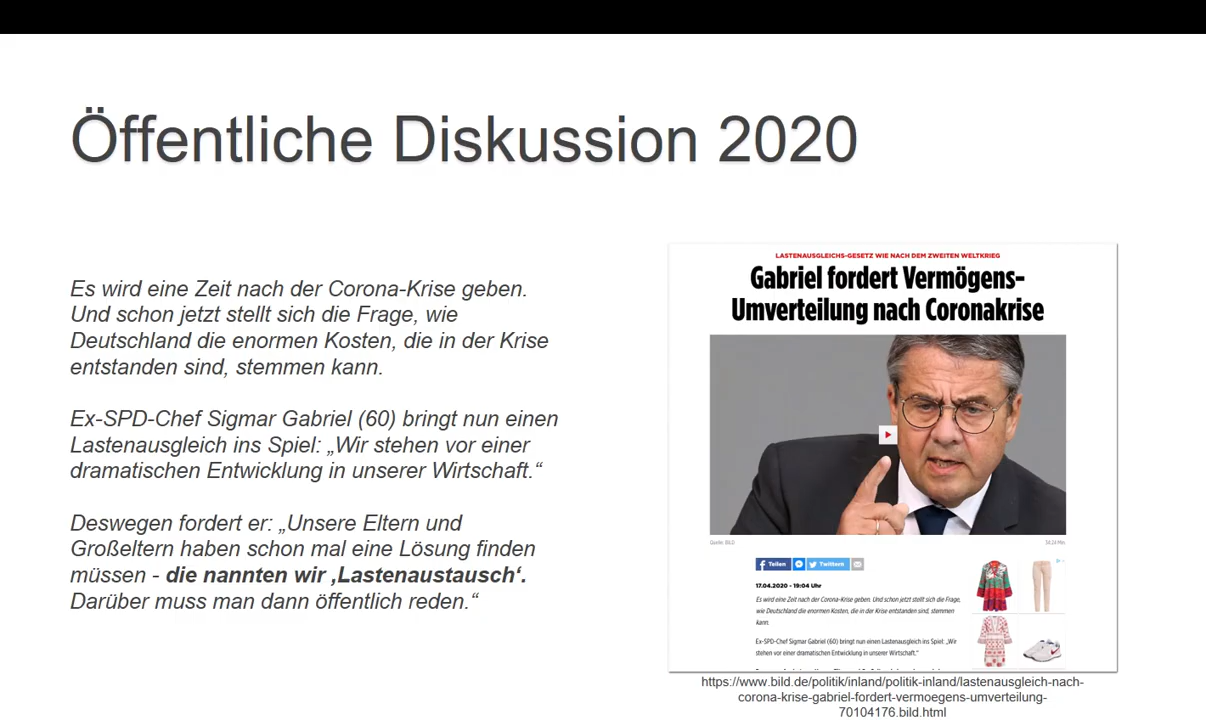 Öffentliche Diskussion 2020
Es wird eine Zeit nach der Corona-Krise geben.
Und schon jetzt stellt sich die Frage, wie
Deutschland die enormen Kosten, die in der Krise
entstanden sind, stemmen kann.
Ex-SPD-Chef Sigmar Gabriel (60) bringt nun einen
Lastenausgleich ins Spiel: „Wir stehen vor einer
dramatischen Entwicklung in unserer Wirtschaft.“
Deswegen fordert er: „Unsere Eltern und
Großeltern haben schon mal eine Lösung finden
müssen - die nannten wir ‚Lastenaustausch‘.
Darüber muss man dann öffentlich reden.“
LASTENAUSGLEICHS-GESETZ WIE NACH DEM ZWEITEN WELTKRIEG
Gabriel fordert Vermögens-
Umverteilung nach Coronakrise
Quelle: BILD
Teilen Twittern
17.04.2020 - 19:04 Uhr
Es wird eine Zeit nach der Corona-Krise geben. Und schon jetzt stellt sich die Frage,
wie Deutschland die enormen Kosten, die in der Krise entstanden sind, stemmen
kann.
Ex-SPD-Chef Sigmar Gabriel (60) bringt nun einen Lastenausgleich ins Spiel: „Wir
stehen vor einer dramatischen Entwicklung in unserer Wirtschaft.“
https://www.bild.de/politik/inland/politik-inland/lastenausgleich-nach-
corona-krise-gabriel-fordert-vermoegens-umverteilung-
70104176.bild.html